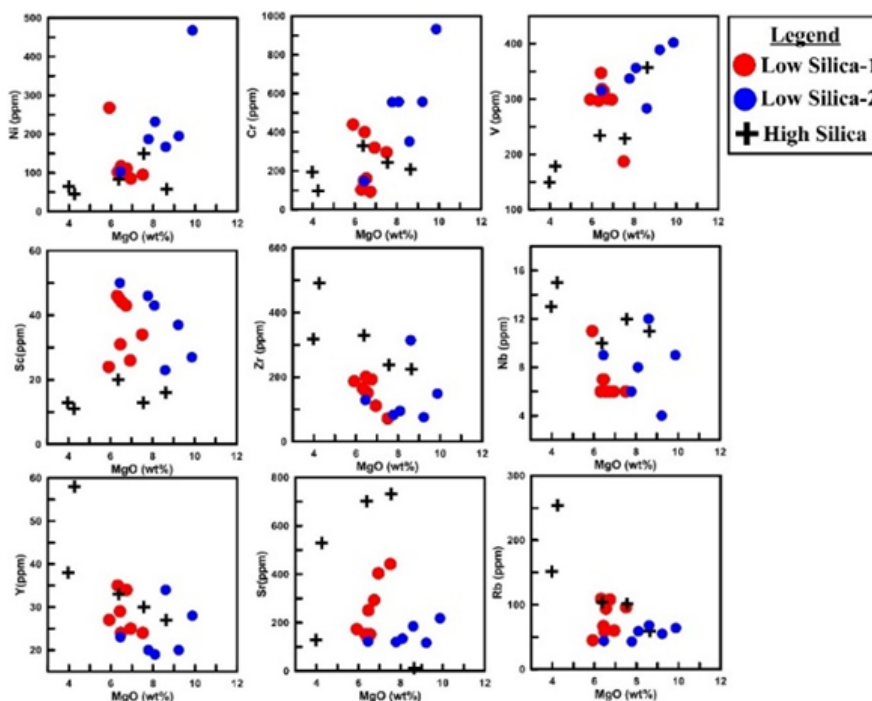 500
400
300
200
100
0
Ni (ppm)
4 6 8 10 12
MgO (wt%)
1000
800
600
400
200
0
Cr (ppm)
4 6 8 10 12
MgO (wt%)
400
300
200
100
V (ppm)
4 6 8 10 12
MgO (wt%)
Legend
Low Silica-1
Low Silica-2
High Silica
60
40
20
0
Sc(ppm)
4 6 8 10 12
MgO (wt%)
600
400
200
0
Zr (ppm)
4 6 8 10 12
MgO (wt%)
16
12
8
4
Nb (ppm)
4 6 8 10 12
MgO (wt%)
60
50
40
30
20
Y(ppm)
4 6 8 10 12
MgO (wt%)
800
600
400
200
0
Sr(ppm)
4 6 8 10 12
MgO (wt%)
300
200
100
0
Rb (ppm)
4 6 8 10 12
MgO (wt%)